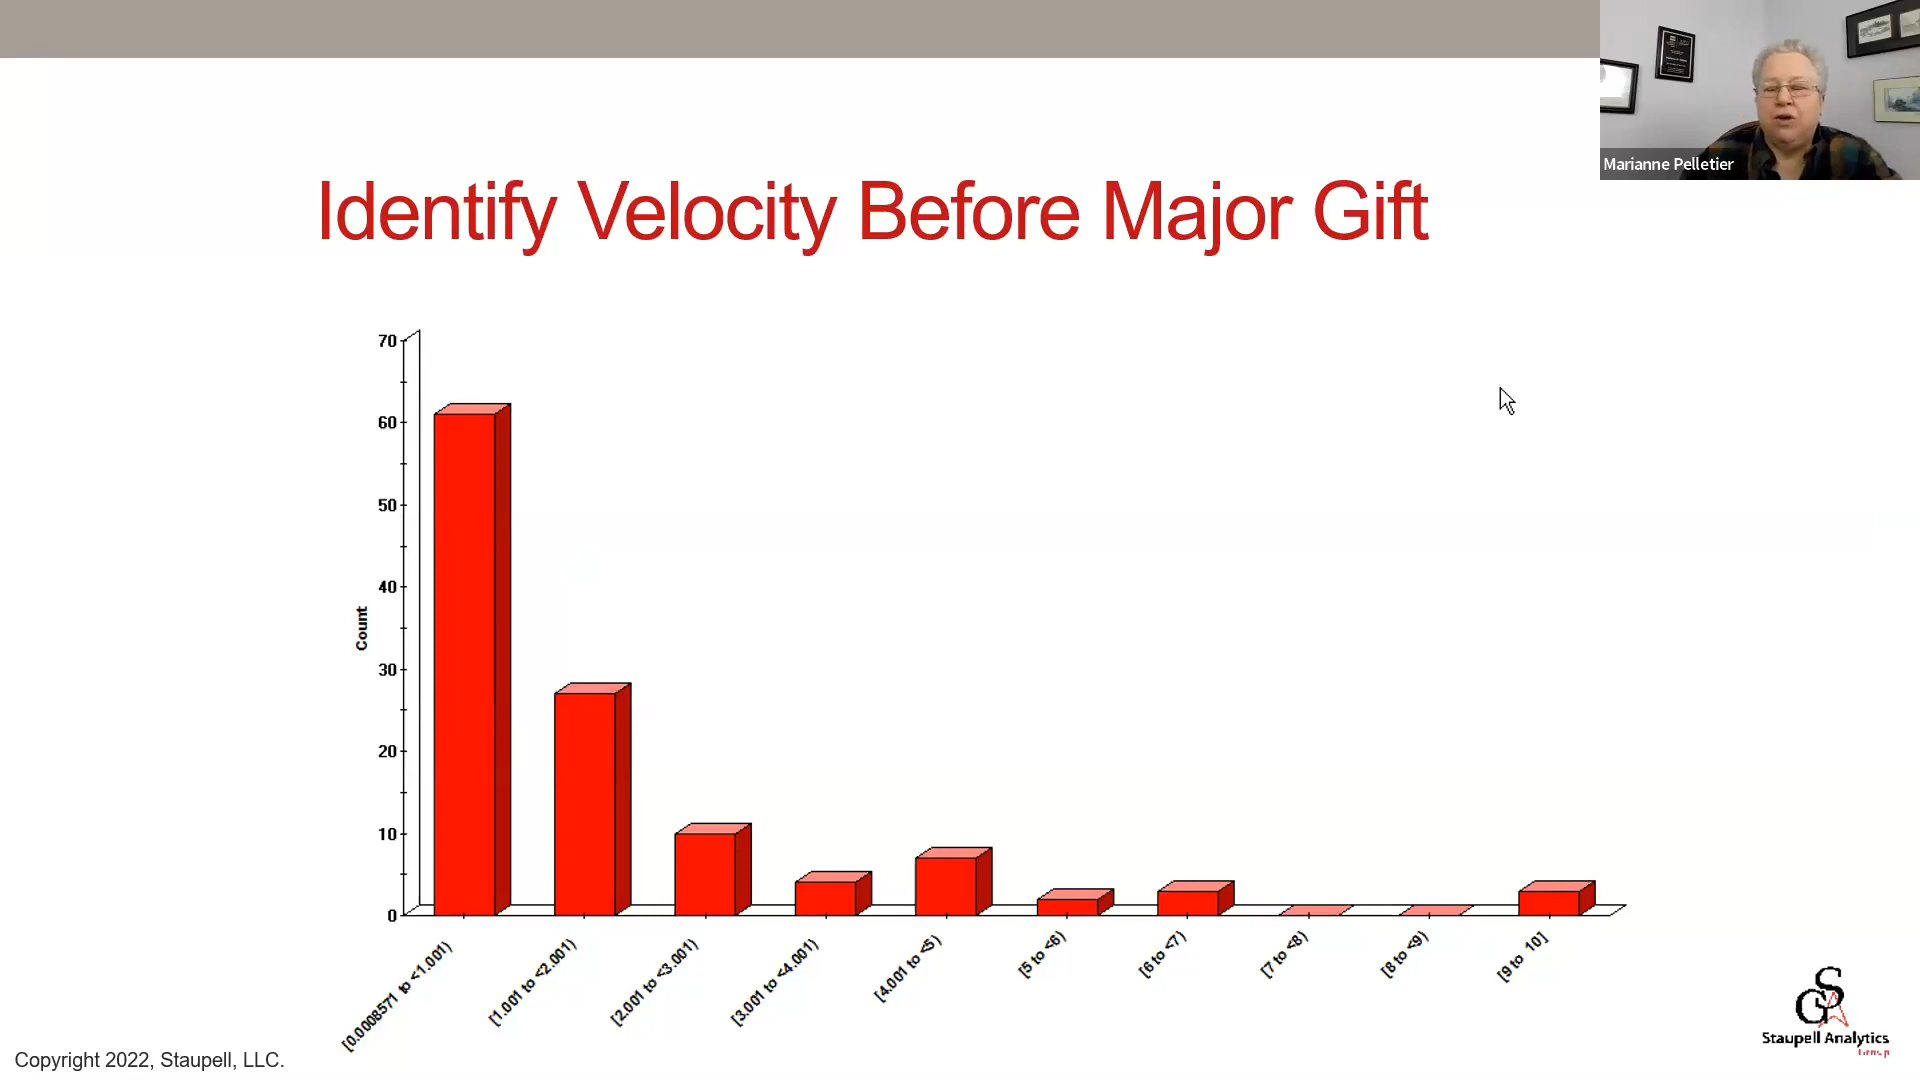 Marianne Pelletier
Identify Velocity Before Major Gift
70
60
50
40
30
20
10
0
Count
[0.0008571 to <1.001)
[1.001 to <2.001)
[2.001 to <3.001)
[3.001 to <4.001)
[4.001 to <5)
[5 to <6)
[6 to <7)
[7 to <8)
[8 to <9)
[9 to 10]
Copyright 2022, Staupell, LLC.
Staupell Analytics
Group